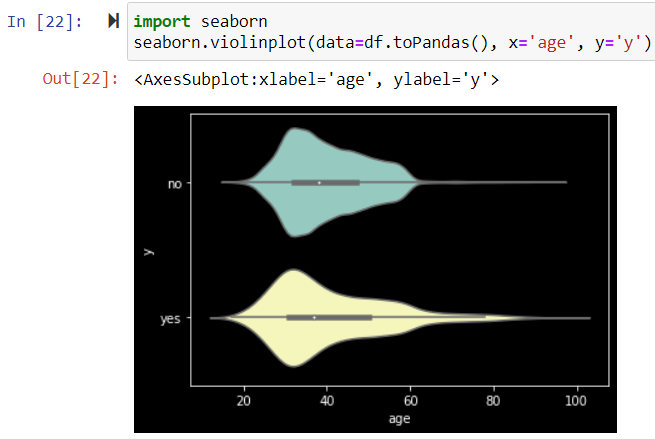 In [22]:
import seaborn
seaborn.violinplot(data=df.toPandas(), x='age', y='y')
Out[22]: <AxesSubplot:xlabel='age', ylabel='y'>
no
y
yes
20 40 60 80 100
age